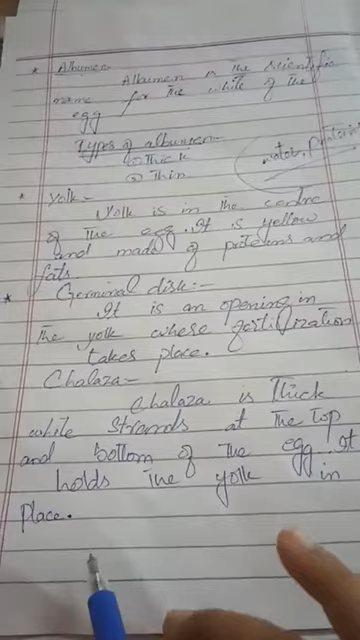 * Albumen
Albumen is the scientific
name for the white of the
egg
Types of albumen-
① Thick
② Thin
water, protein
* Yolk-
Yolk is in the centre
of the egg. It is yellow
and made of proteins and
fats
* Germinal disk:-
It is an opening in
the yolk whose fertilization
takes place.
Chalaza-
Chalaza is thick
white strands at the top
and bottom of the egg. It
holds the yolk in
place.